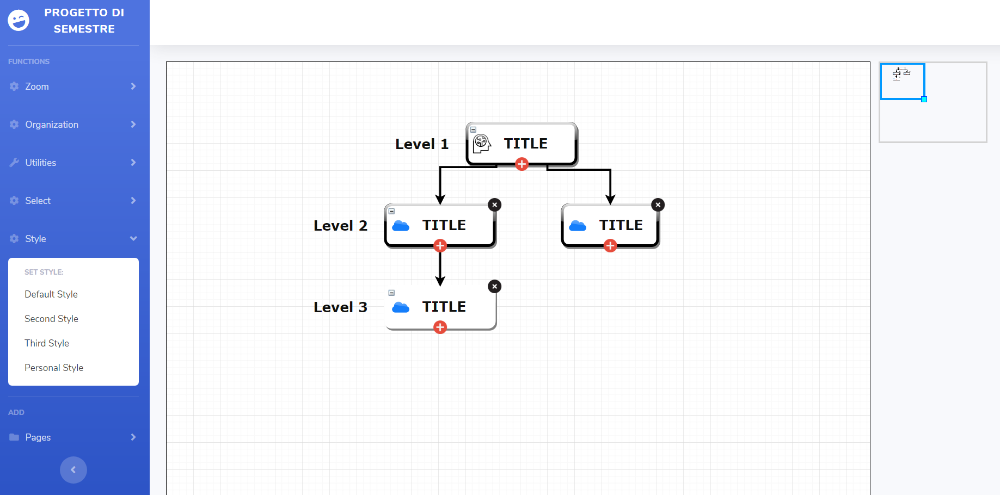 PROGETTO DI
SEMESTRE
FUNCTIONS
Zoom
Organization
Utilities
Select
Style
SET STYLE:
Default Style
Second Style
Third Style
Personal Style
ADD
Pages
Level 1
TITLE
Level 2
TITLE
TITLE
Level 3
TITLE